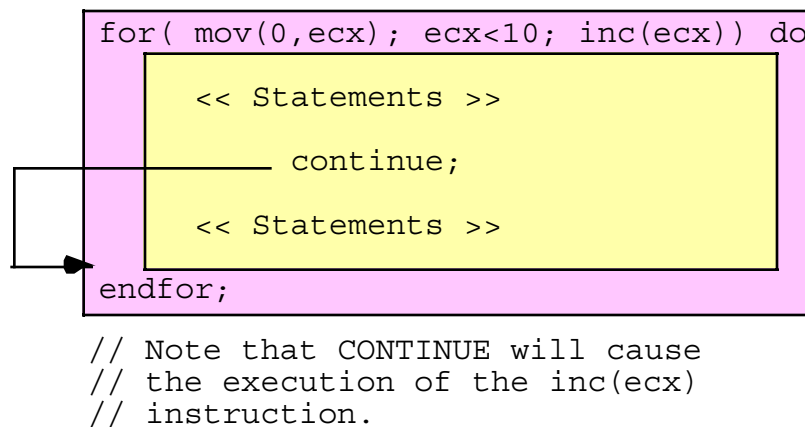 for( mov(0,ecx); ecx<10; inc(ecx)) do
<< Statements >>
continue;
<< Statements >>
endfor;
// Note that CONTINUE will cause
// the execution of the inc(ecx)
// instruction.